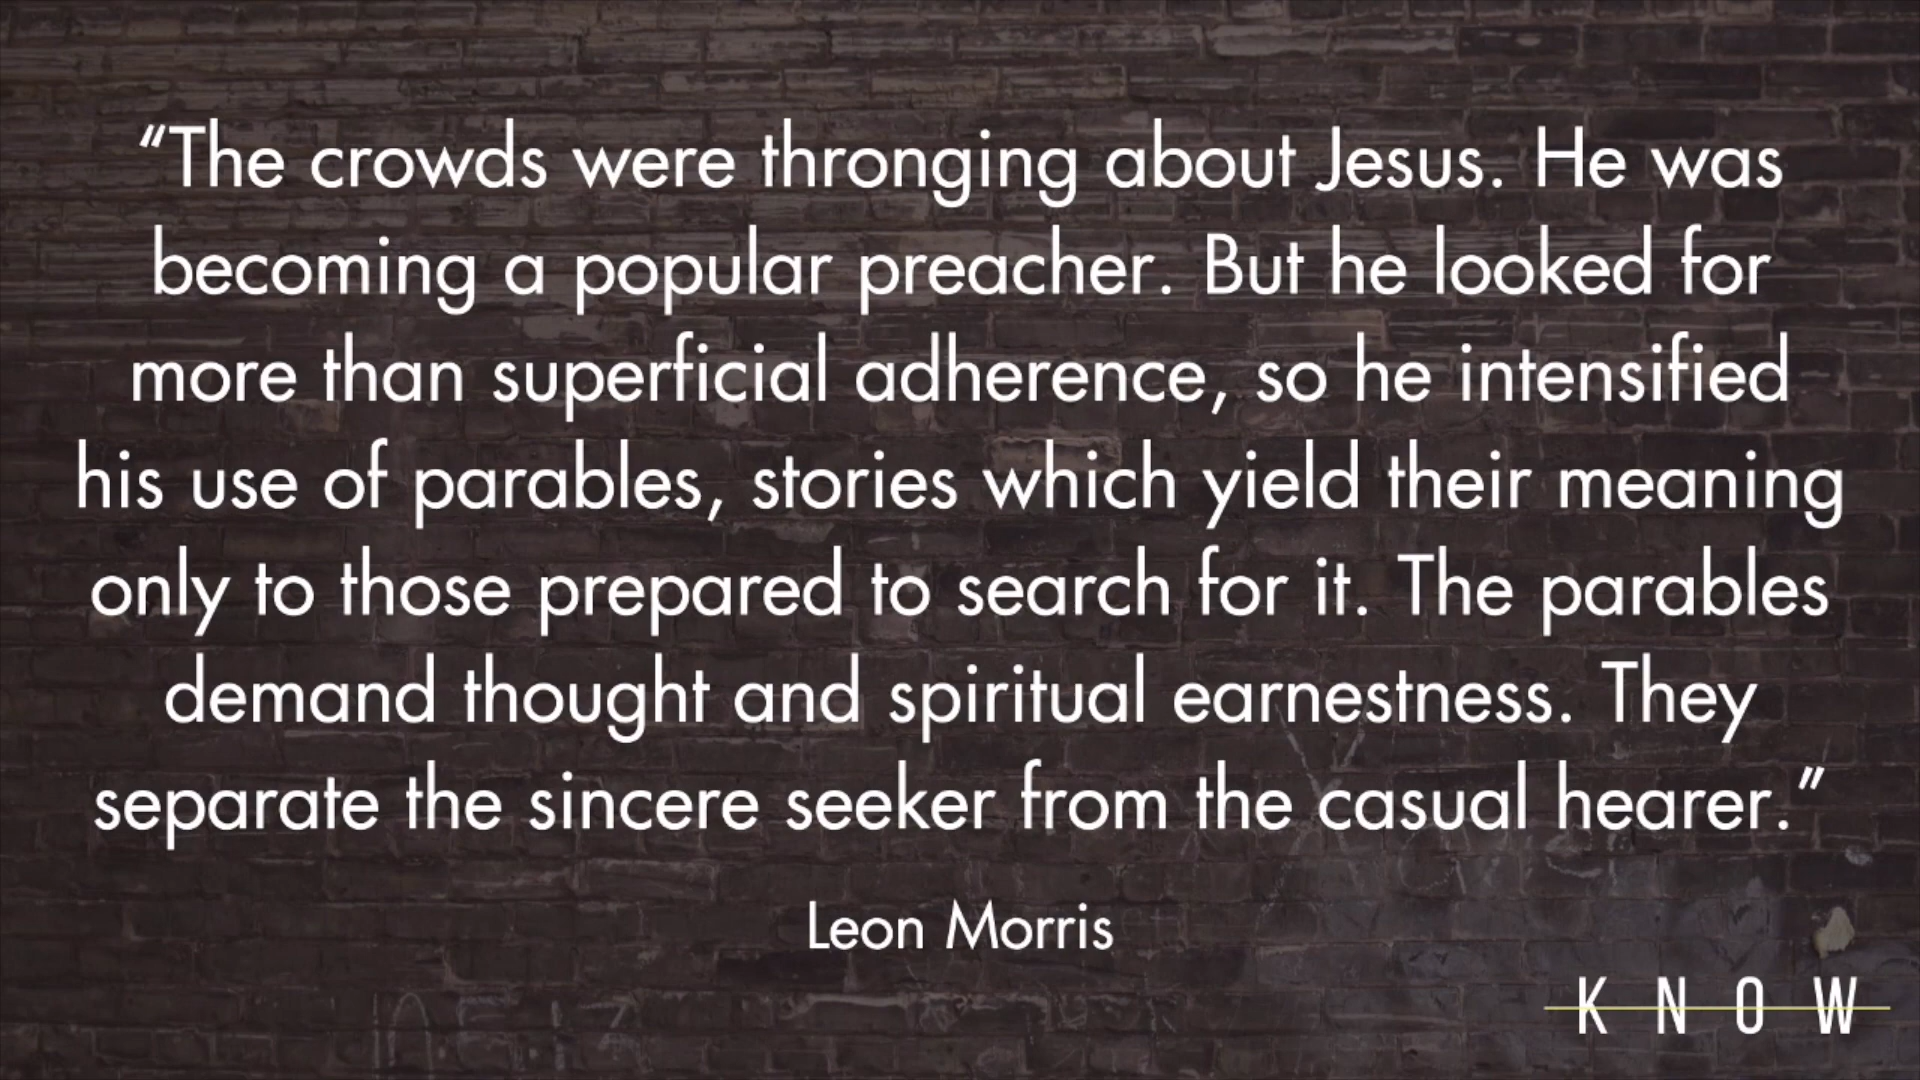 “The crowds were thronging about Jesus. He was
becoming a popular preacher. But he looked for
more than superficial adherence, so he intensified
his use of parables, stories which yield their meaning
only to those prepared to search for it. The parables
demand thought and spiritual earnestness. They
separate the sincere seeker from the casual hearer.”
Leon Morris
KNOW